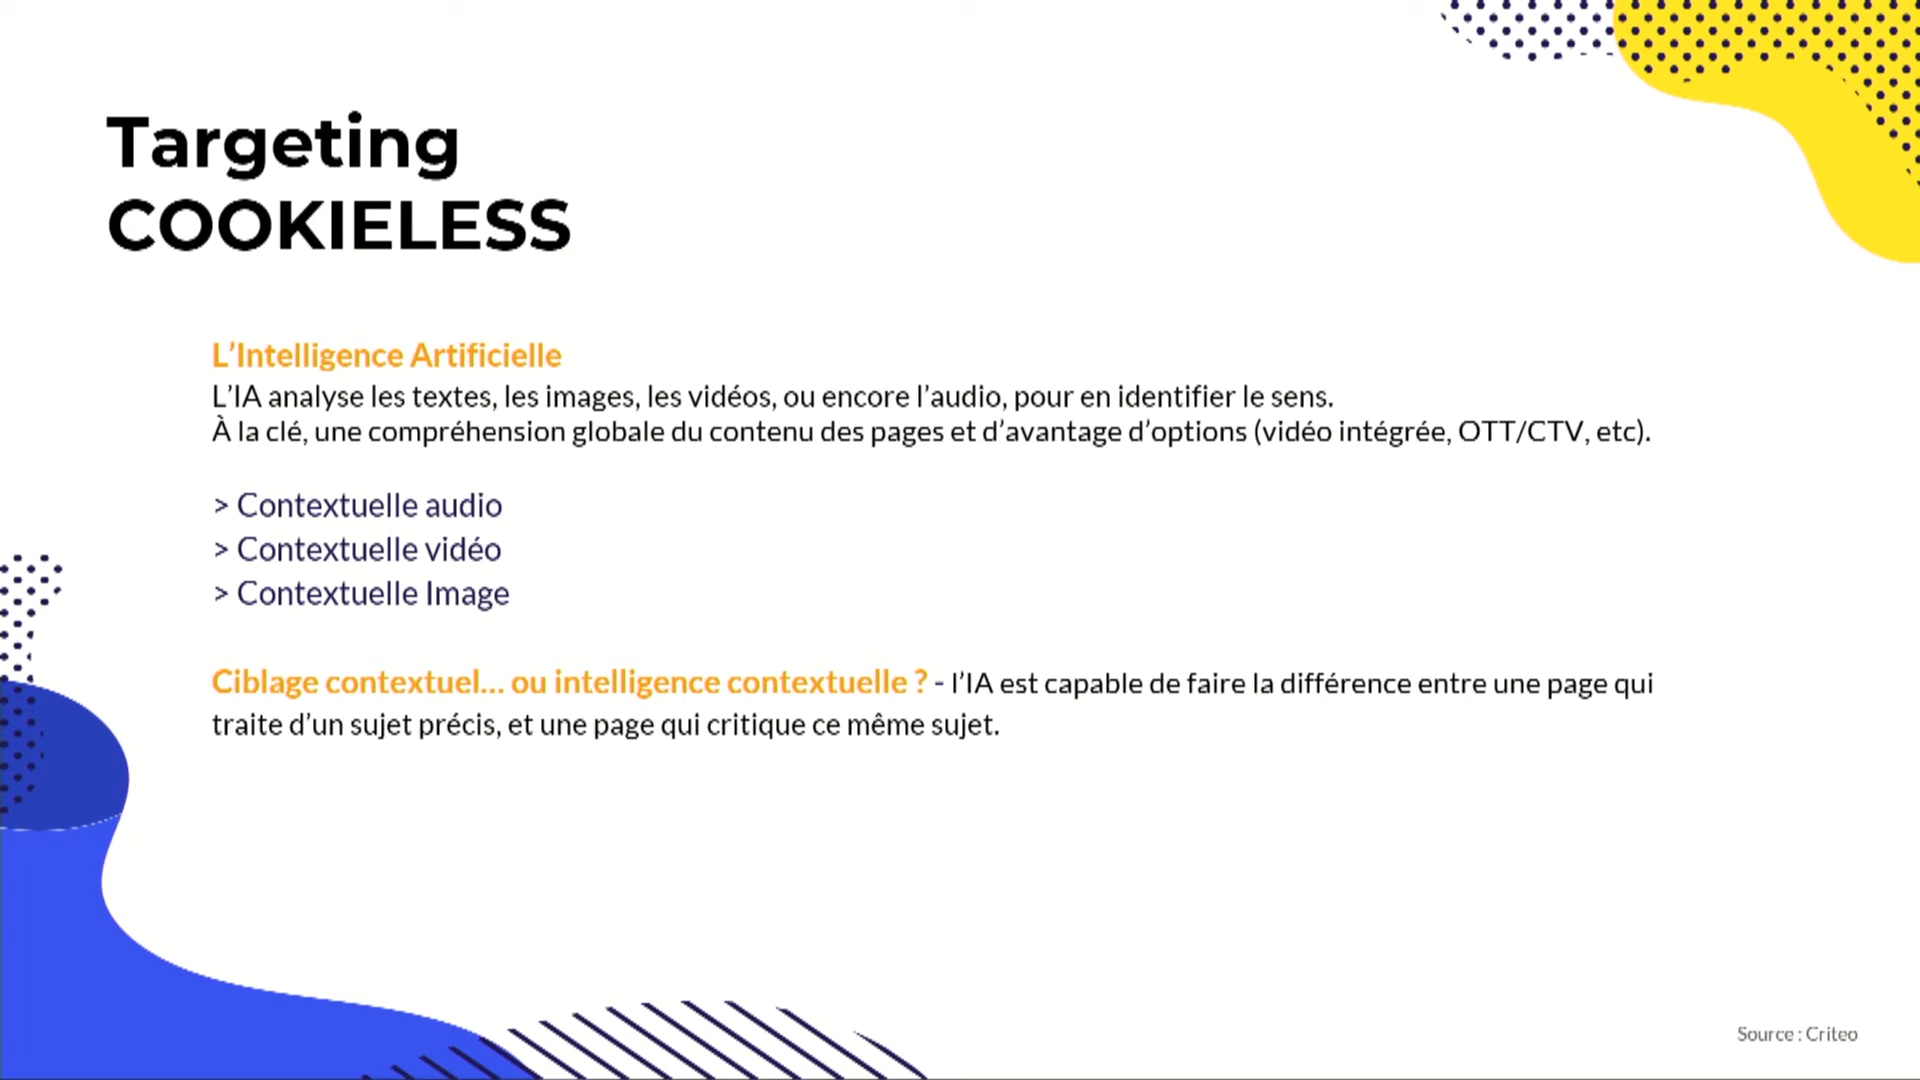 Targeting
COOKIELESS
L’Intelligence Artificielle
L’IA analyse les textes, les images, les vidéos, ou encore l’audio, pour en identifier le sens.
À la clé, une compréhension globale du contenu des pages et d’avantage d’options (vidéo intégrée, OTT/CTV, etc).
> Contextuelle audio
> Contextuelle vidéo
> Contextuelle Image
Ciblage contextuel... ou intelligence contextuelle ? - l’IA est capable de faire la différence entre une page qui
traite d’un sujet précis, et une page qui critique ce même sujet.
Source : Criteo